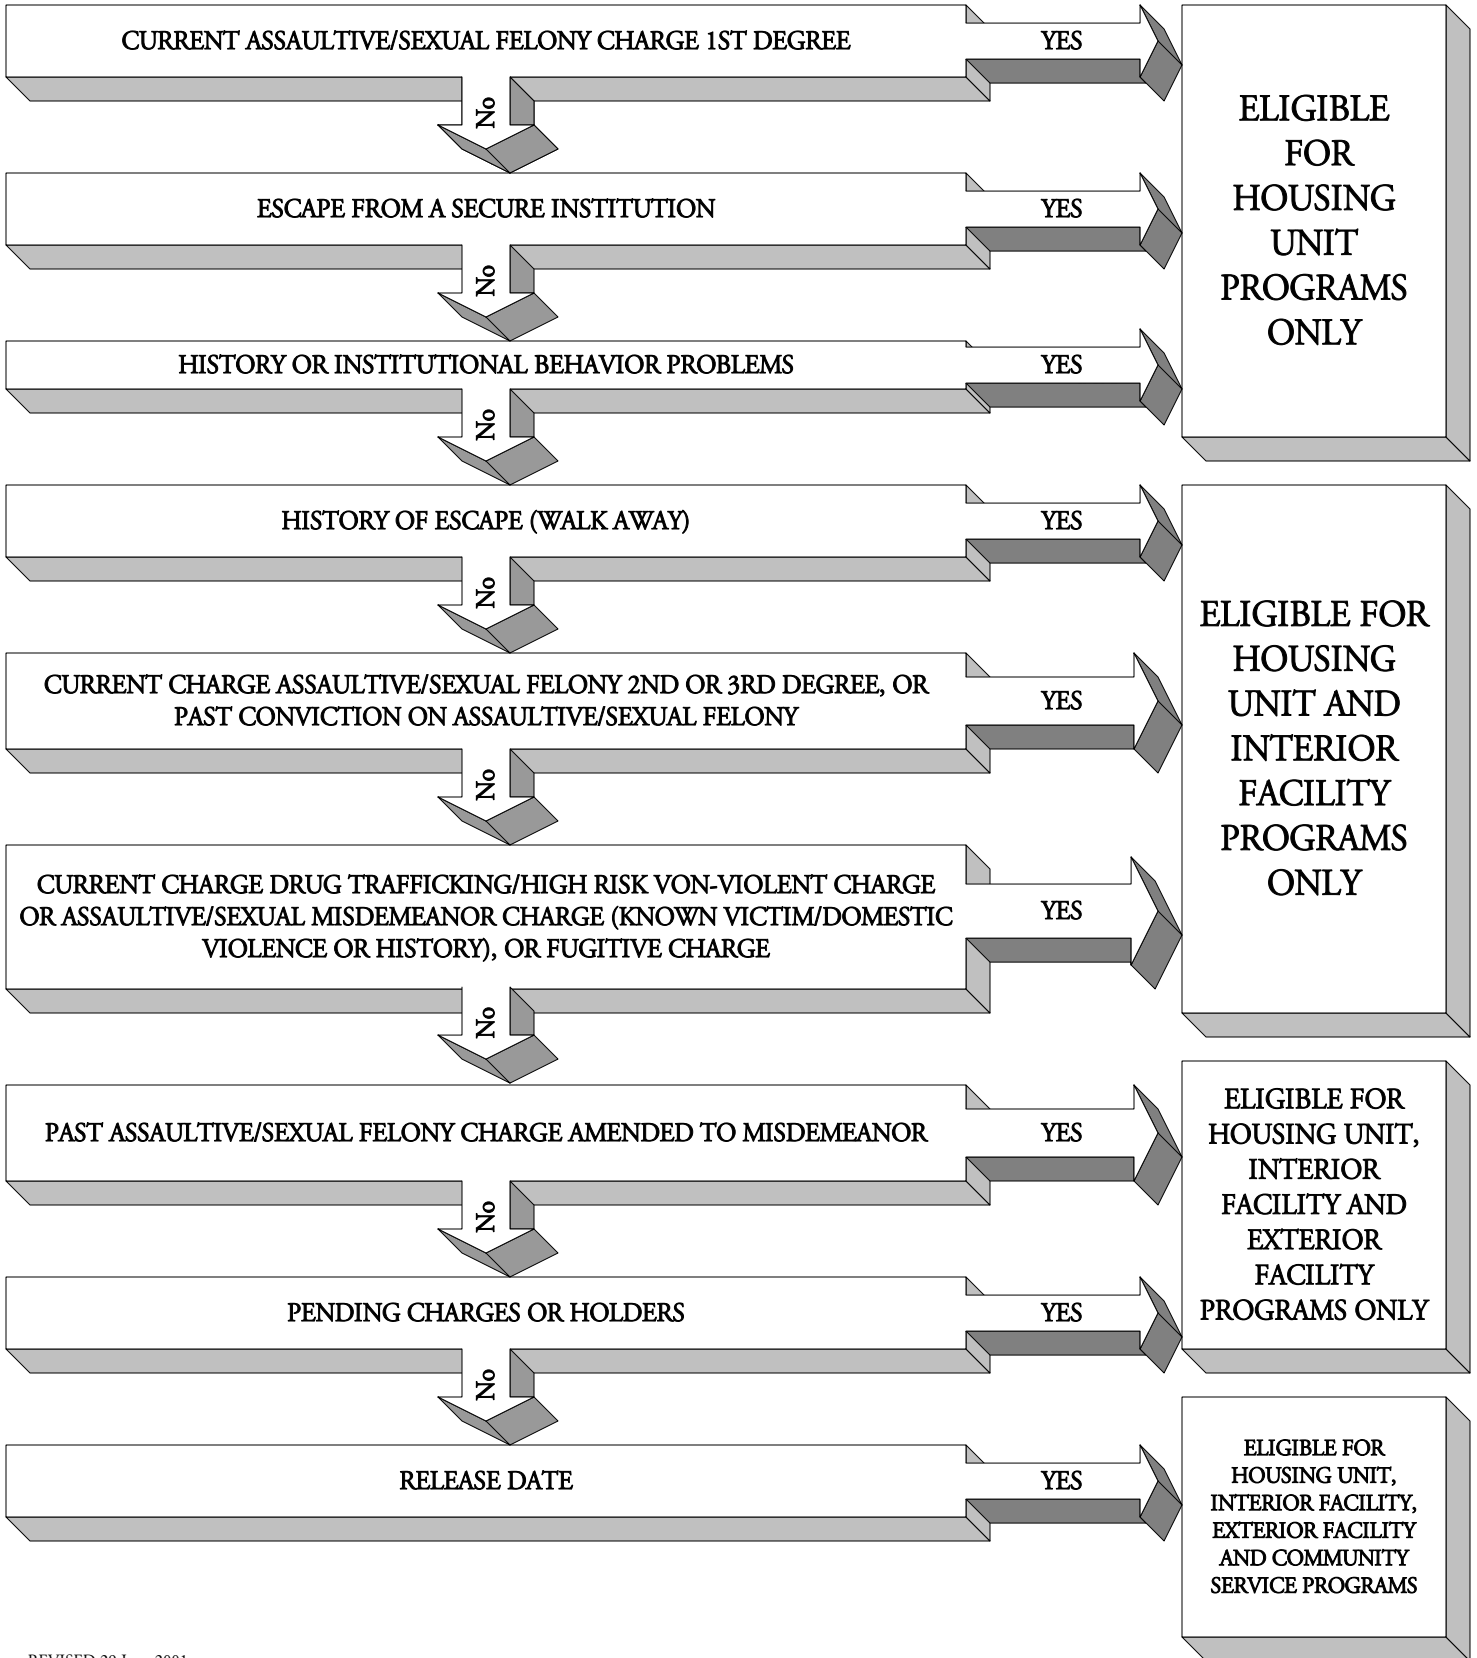 CURRENT ASSAULTIVE/SEXUAL FELONY CHARGE 1ST DEGREE
YES
No
ESCAPE FROM A SECURE INSTITUTION
YES
No
HISTORY OR INSTITUTIONAL BEHAVIOR PROBLEMS
YES
No
ELIGIBLE
FOR
HOUSING
UNIT
PROGRAMS
ONLY
HISTORY OF ESCAPE (WALK AWAY)
YES
No
CURRENT CHARGE ASSAULTIVE/SEXUAL FELONY 2ND OR 3RD DEGREE, OR
PAST CONVICTION ON ASSAULTIVE/SEXUAL FELONY
YES
No
CURRENT CHARGE DRUG TRAFFICKING/HIGH RISK VON-VIOLENT CHARGE
OR ASSAULTIVE/SEXUAL MISDEMEANOR CHARGE (KNOWN VICTIM/DOMESTIC
VIOLENCE OR HISTORY), OR FUGITIVE CHARGE
YES
No
ELIGIBLE FOR
HOUSING
UNIT AND
INTERIOR
FACILITY
PROGRAMS
ONLY
PAST ASSAULTIVE/SEXUAL FELONY CHARGE AMENDED TO MISDEMEANOR
YES
No
PENDING CHARGES OR HOLDERS
YES
No
ELIGIBLE FOR
HOUSING UNIT,
INTERIOR
FACILITY AND
EXTERIOR
FACILITY
PROGRAMS ONLY
RELEASE DATE
YES
ELIGIBLE FOR
HOUSING UNIT,
INTERIOR FACILITY,
EXTERIOR FACILITY
AND COMMUNITY
SERVICE PROGRAMS
REVISED